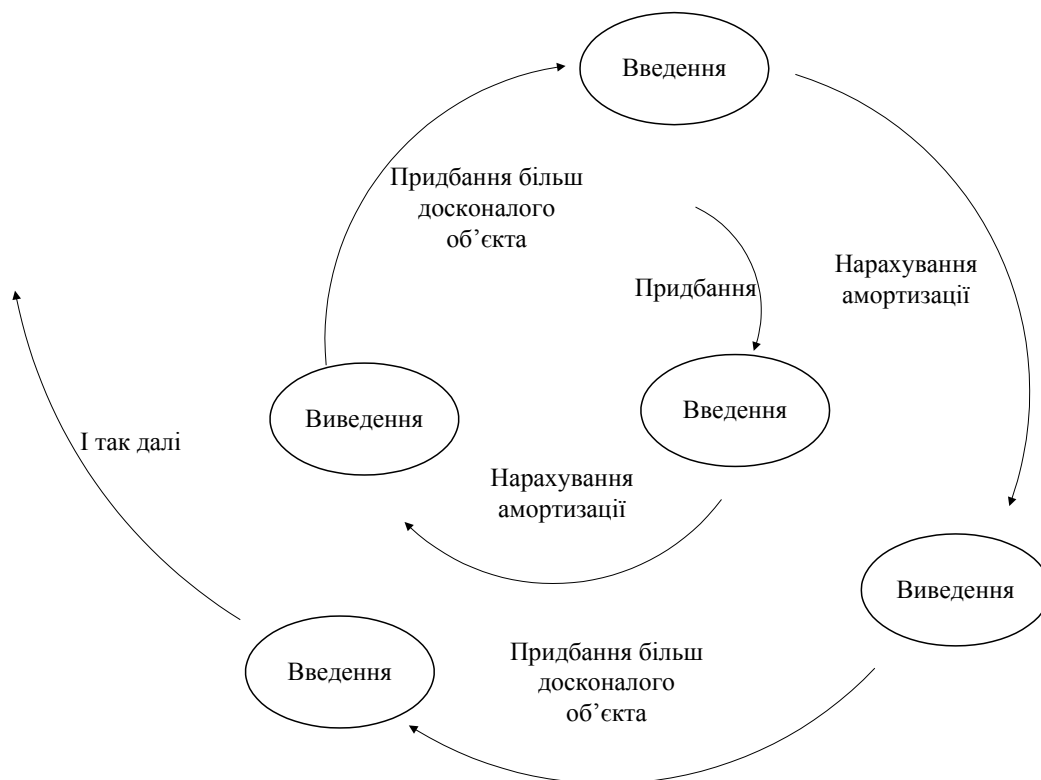 Введення
Придбання більш
досконалого
об’єкта
Нарахування
амортизації
Придбання
Введення
Виведення
І так далі
Нарахування
амортизації
Виведення
Придбання більш
досконалого
об’єкта
Введення